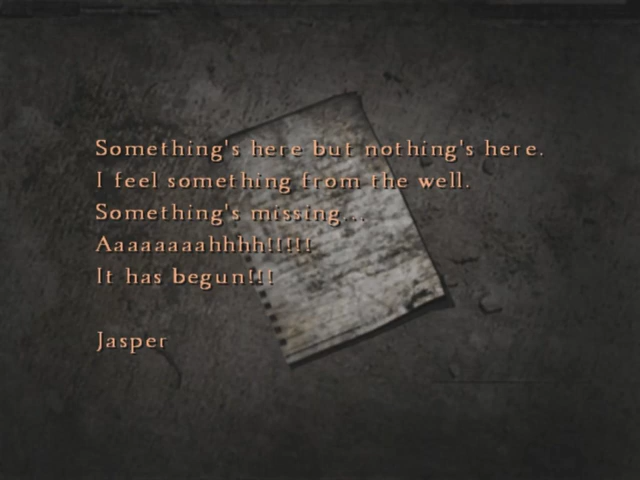 Something's here but nothing's here.
I feel something from the well.
Something's missing...
Aaaaaaaahhhh!!!!!
It has begun!!!
Jasper